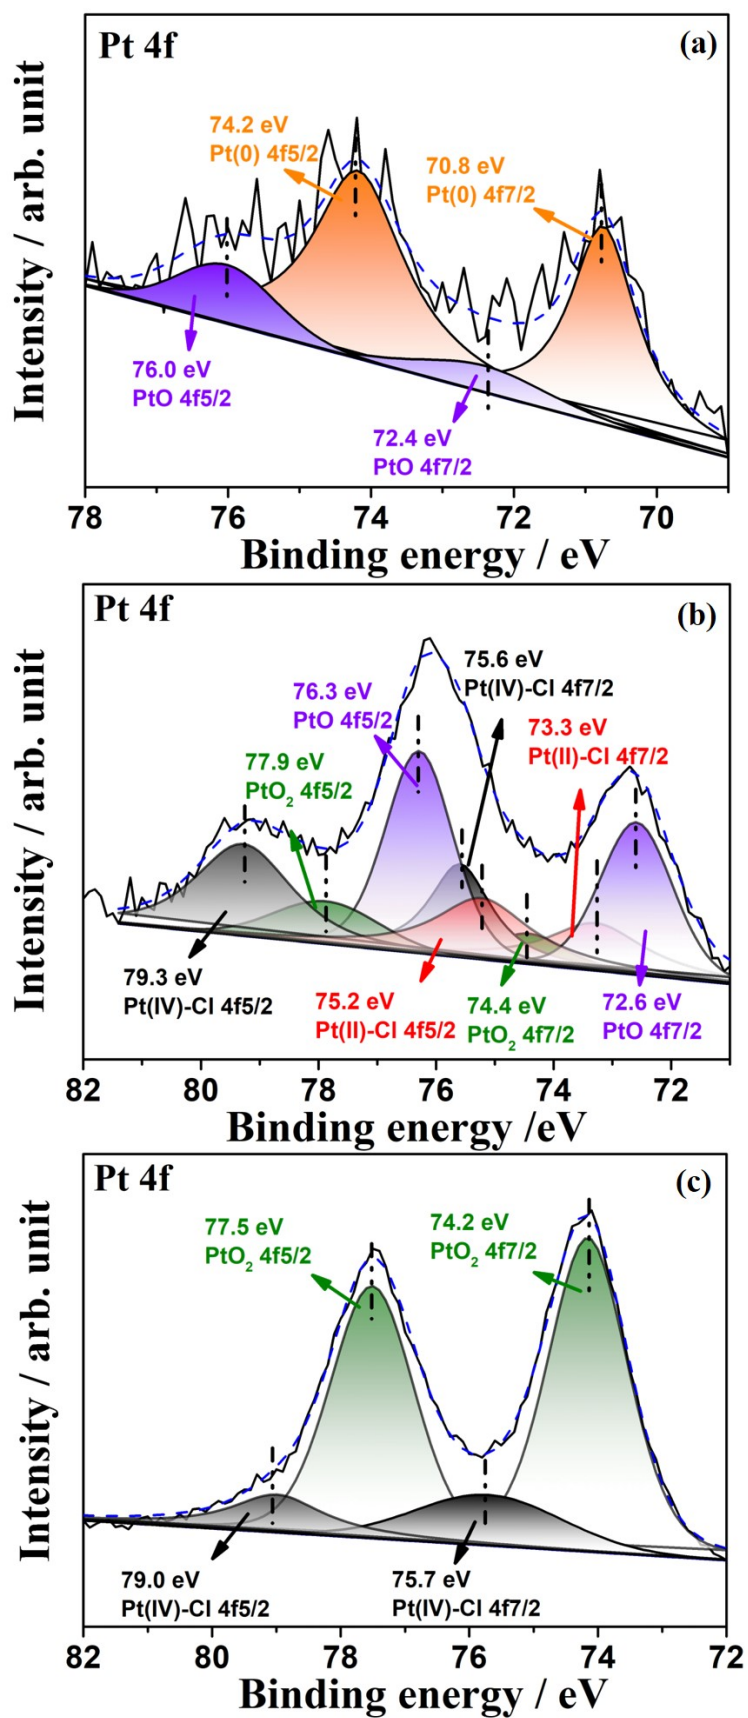 Pt 4f
(a)
74.2 eV
Pt(0) 4f5/2
70.8 eV
Pt(0) 4f7/2
76.0 eV
PtO 4f5/2
72.4 eV
PtO 4f7/2
Intensity / arb. unit
78 76 74 72 70
Binding energy / eV
Pt 4f
(b)
75.6 eV
Pt(IV)-Cl 4f7/2
76.3 eV
PtO 4f5/2
73.3 eV
Pt(II)-Cl 4f7/2
77.9 eV
PtO₂ 4f5/2
79.3 eV
Pt(IV)-Cl 4f5/2
75.2 eV
Pt(II)-Cl 4f5/2
74.4 eV
PtO₂ 4f7/2
72.6 eV
PtO 4f7/2
Intensity / arb. unit
82 80 78 76 74 72
Binding energy /eV
Pt 4f
(c)
77.5 eV
PtO₂ 4f5/2
74.2 eV
PtO₂ 4f7/2
79.0 eV
Pt(IV)-Cl 4f5/2
75.7 eV
Pt(IV)-Cl 4f7/2
Intensity / arb. unit
82 80 78 76 74 72
Binding energy / eV